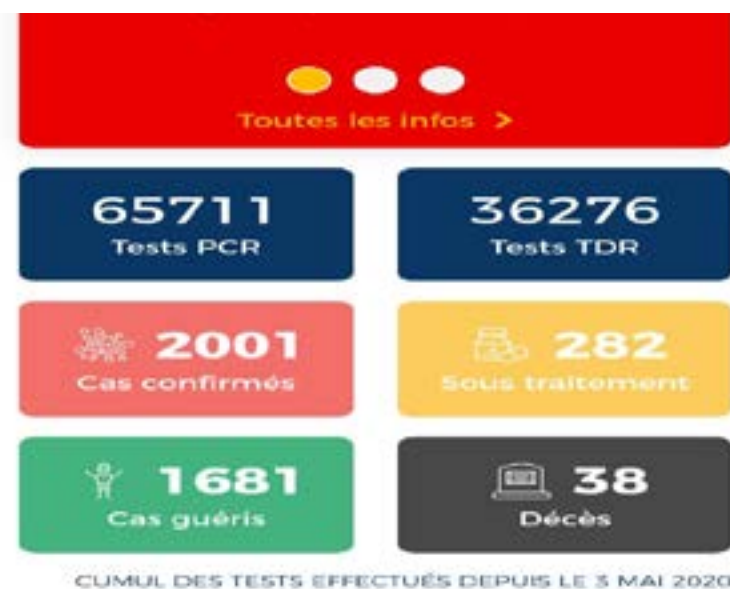 Toutes les infos >
65711
Tests PCR
36276
Tests TDR
2001
Cas confirmés
282
Sous traitement
1681
Cas guéris
38
Décès
CUMUL DES TESTS EFFECTUÉS DEPUIS LE 3 MAI 2020